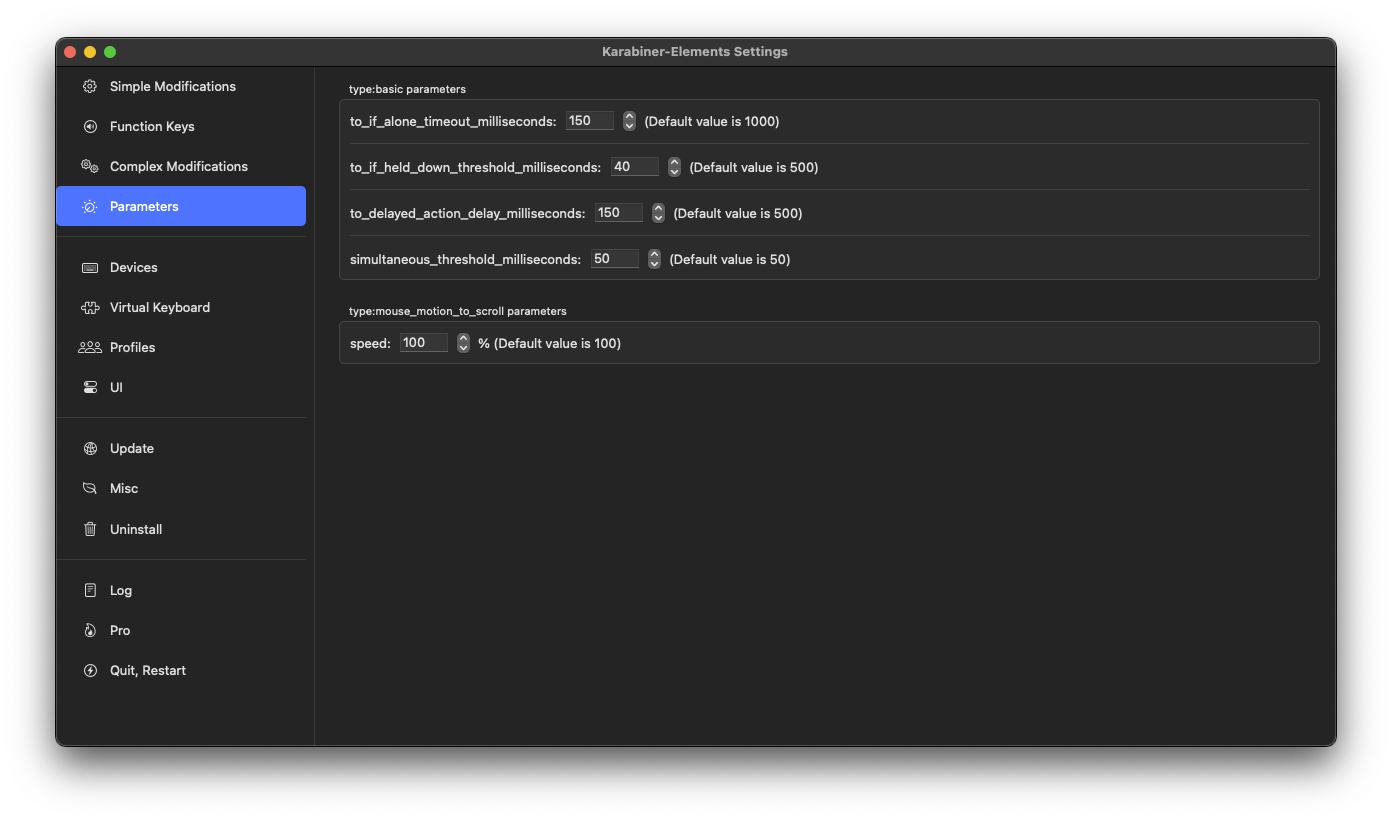 Karabiner-Elements Settings
Simple Modifications
Function Keys
Complex Modifications
Parameters
Devices
Virtual Keyboard
Profiles
UI
Update
Misc
Uninstall
Log
Pro
Quit, Restart
type:basic parameters
to_if_alone_timeout_milliseconds: 150 (Default value is 1000)
to_if_held_down_threshold_milliseconds: 40 (Default value is 500)
to_delayed_action_delay_milliseconds: 150 (Default value is 500)
simultaneous_threshold_milliseconds: 50 (Default value is 50)
type:mouse_motion_to_scroll parameters
speed: 100 % (Default value is 100)